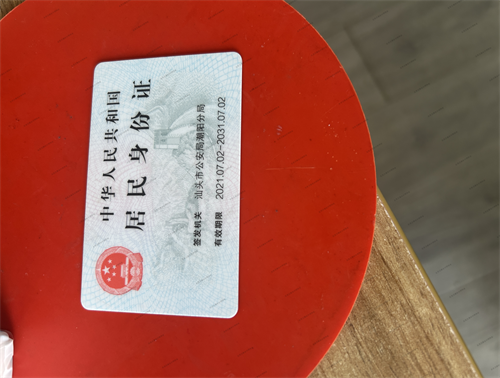 中华人民共和国
居民身份证
签发机关 汕头市公安局潮阳分局
有效期限 2021.07.02-2031.07.02